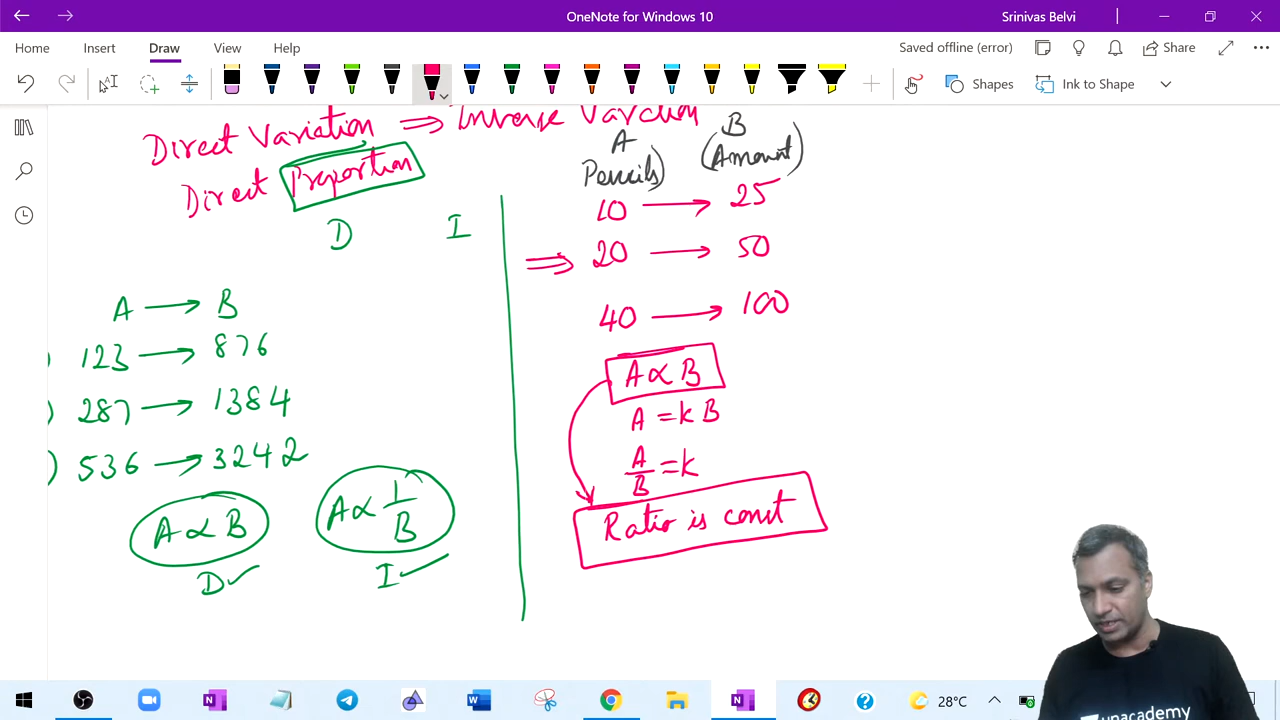 OneNote for Windows 10
Srinivas Belvi
Home Insert Draw View Help
Saved offline (error) Share
Shapes Ink to Shape
Direct Variation ⇒ Inverse Variation
Direct Proportion
D I
A → B
123 → 876
287 → 1384
536 → 3242
A ∝ B
D ✓
A ∝ 1/B
I ✓
A B
(Pencils) (Amount)
10 → 25
⇒ 20 → 50
40 → 100
A ∝ B
A = k B
A/B = k
Ratio is const
unacademy
28°C